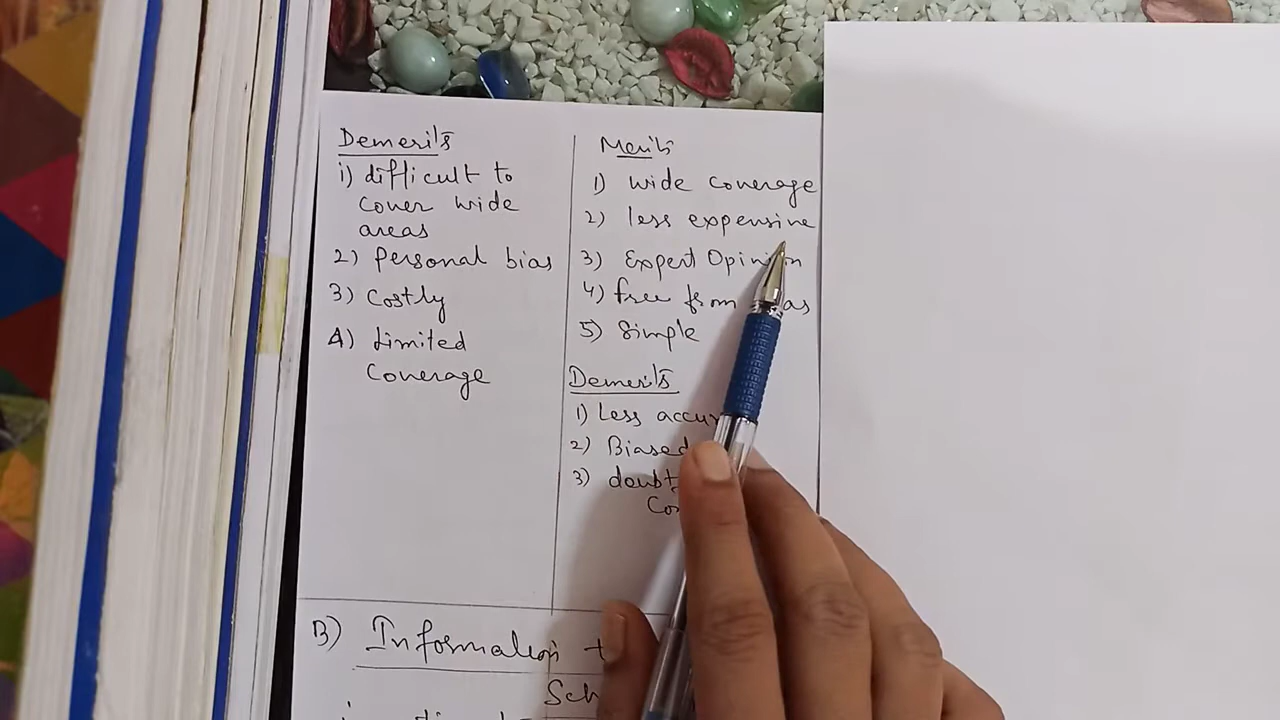 Demerits
i) difficult to
cover wide
areas
2) Personal bias
3) Costly
4) Limited
Coverage
Merits
1) wide coverage
2) less expensive
3) Expert Opinion
4) free from
5) Simple
Demerits
1) Less
2) Biased
3)
B) Information